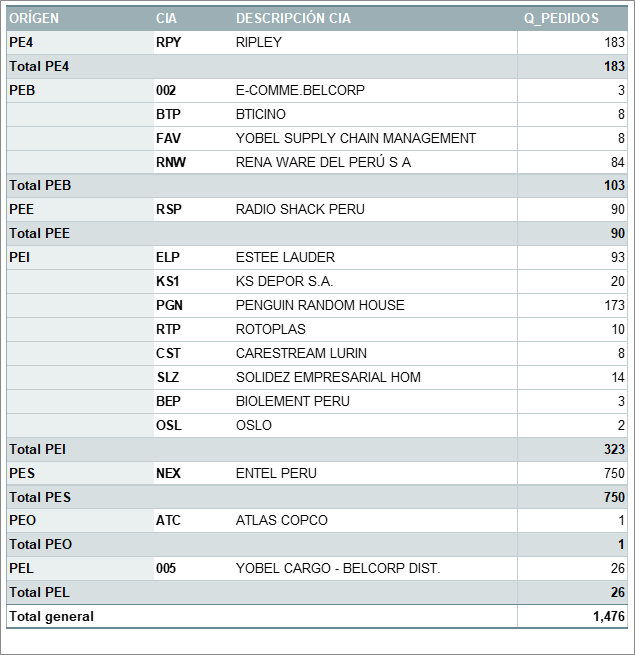 ORÍGEN CIA DESCRIPCIÓN CIA Q_PEDIDOS
PE4 RPY RIPLEY 183
Total PE4 183
PEB 002 E-COMME.BELCORP 3
BTP BTICINO 8
FAV YOBEL SUPPLY CHAIN MANAGEMENT 8
RNW RENA WARE DEL PERÚ S A 84
Total PEB 103
PEE RSP RADIO SHACK PERU 90
Total PEE 90
PEI ELP ESTEE LAUDER 93
KS1 KS DEPOR S.A. 20
PGN PENGUIN RANDOM HOUSE 173
RTP ROTOPLAS 10
CST CARESTREAM LURIN 8
SLZ SOLIDEZ EMPRESARIAL HOM 14
BEP BIOLEMENT PERU 3
OSL OSLO 2
Total PEI 323
PES NEX ENTEL PERU 750
Total PES 750
PEO ATC ATLAS COPCO 1
Total PEO 1
PEL 005 YOBEL CARGO - BELCORP DIST. 26
Total PEL 26
Total general 1,476